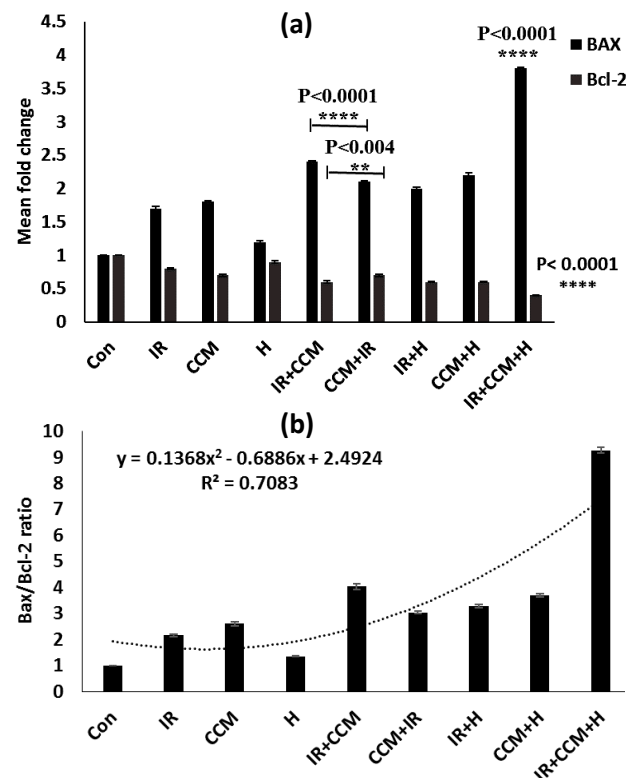 (a)
4.5
4
3.5
3
2.5
2
1.5
1
0.5
0
Mean fold change
P<0.0001
****
P<0.004
**
P<0.0001
****
P< 0.0001
****
BAX
Bcl-2
Con
IR
CCM
H
IR+CCM
CCM+IR
IR+H
CCM+H
IR+CCM+H
(b)
10
9
8
7
6
5
4
3
2
1
0
Bax/Bcl-2 ratio
y = 0.1368x² - 0.6886x + 2.4924
R² = 0.7083
Con
IR
CCM
H
IR+CCM
CCM+IR
IR+H
CCM+H
IR+CCM+H